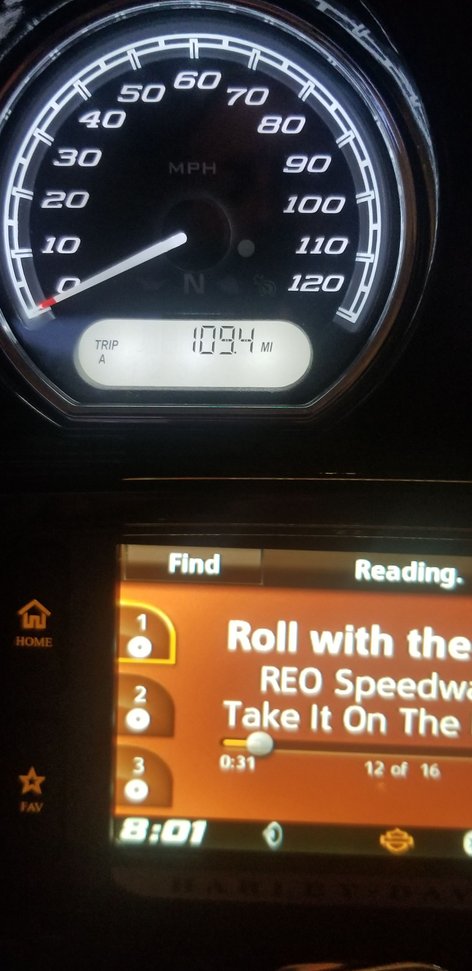 60
50
70
40
80
30
MPH
90
20
100
10
110
0
N
120
TRIP
A
109.4 MI
Find
Reading.
1
Roll with the
HOME
REO Speedwa
2
Take It On The
3
0:31
12 of 16
FAV
8:01
HARLEY-DAV